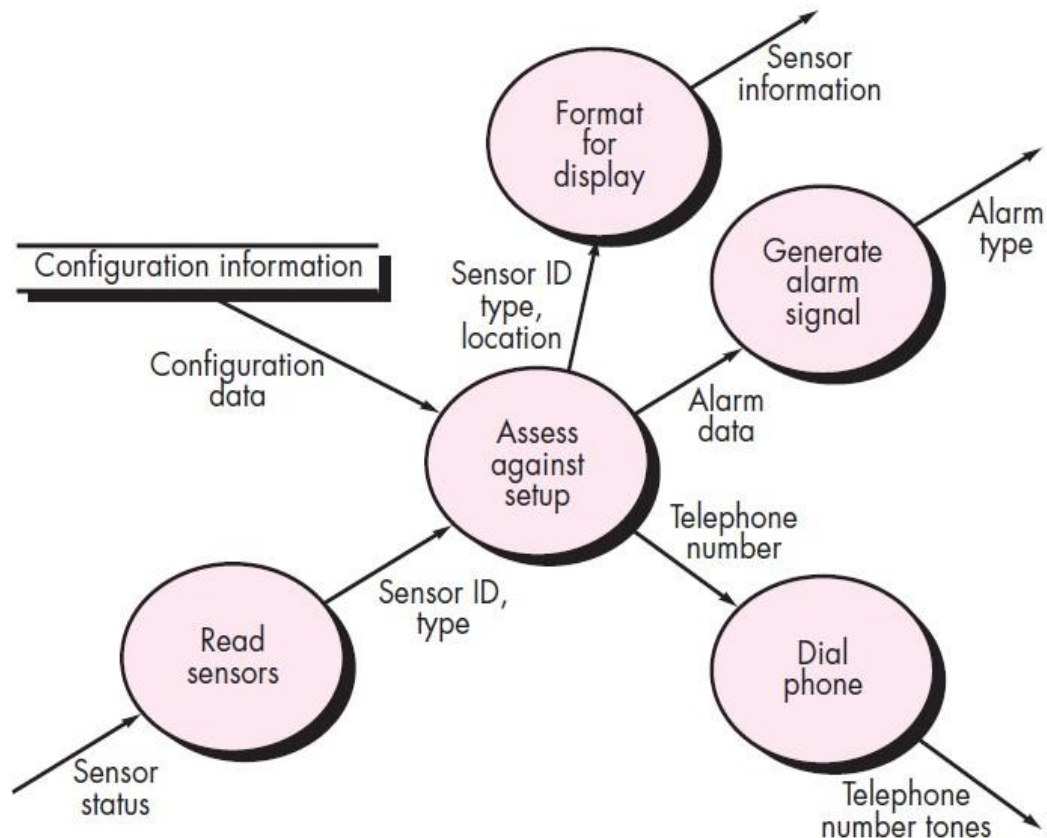 Sensor
information
Format
for
display
Alarm
type
Generate
alarm
signal
Configuration information
Sensor ID
type,
location
Configuration
data
Alarm
data
Assess
against
setup
Telephone
number
Sensor ID,
type
Read
sensors
Dial
phone
Sensor
status
Telephone
number tones